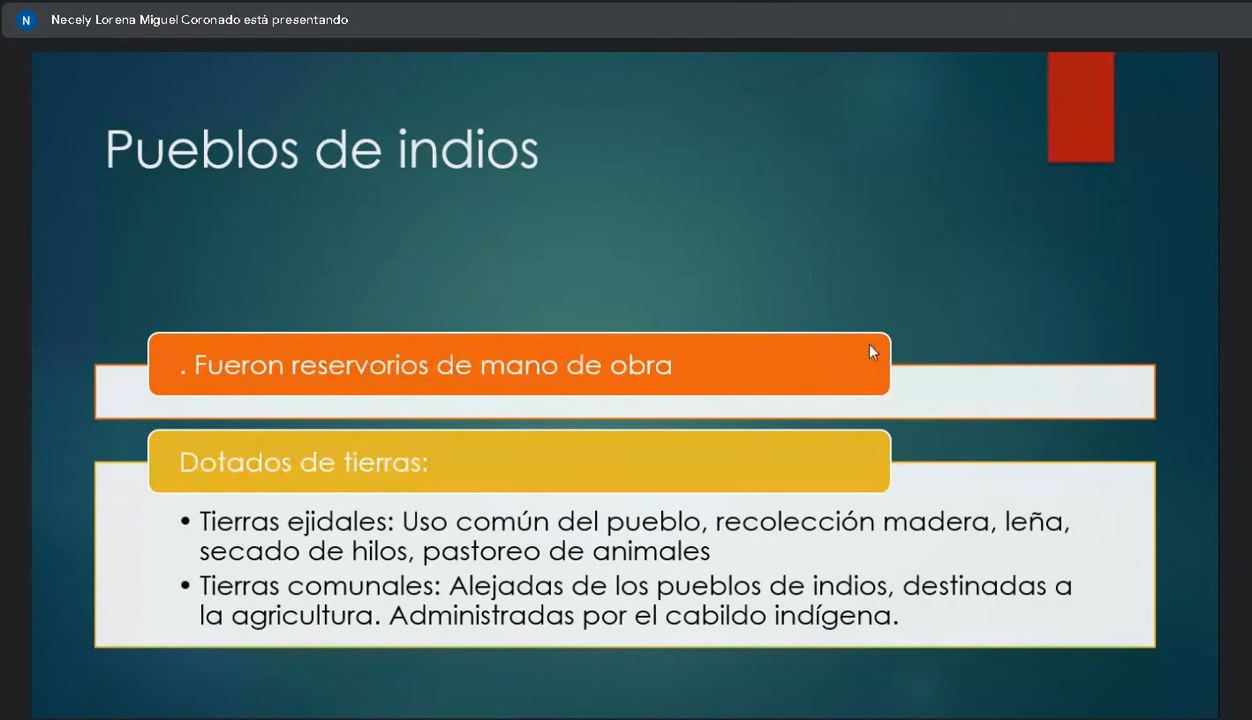 N Necely Lorena Miguel Coronado está presentando
Pueblos de indios
. Fueron reservorios de mano de obra
Dotados de tierras:
• Tierras ejidales: Uso común del pueblo, recolección madera, leña,
secado de hilos, pastoreo de animales
• Tierras comunales: Alejadas de los pueblos de indios, destinadas a
la agricultura. Administradas por el cabildo indígena.